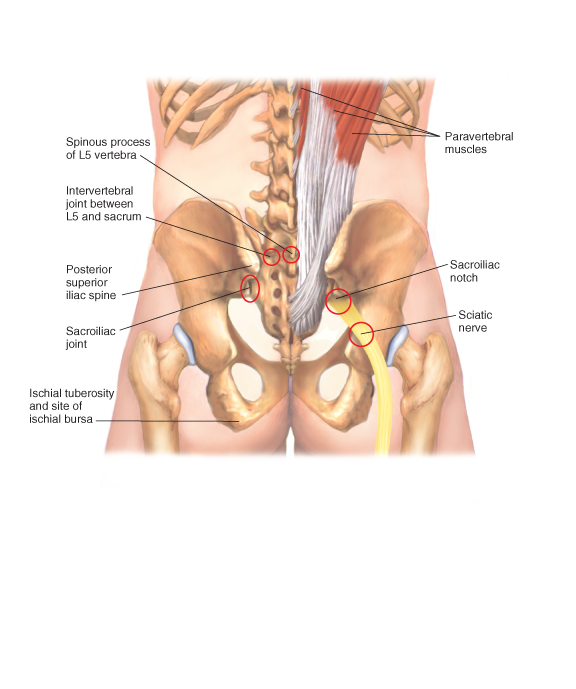 Spinous process
of L5 vertebra
Intervertebral
joint between
L5 and sacrum
Posterior
superior
iliac spine
Sacroiliac
joint
Ischial tuberosity
and site of
ischial bursa
Paravertebral
muscles
Sacroiliac
notch
Sciatic
nerve